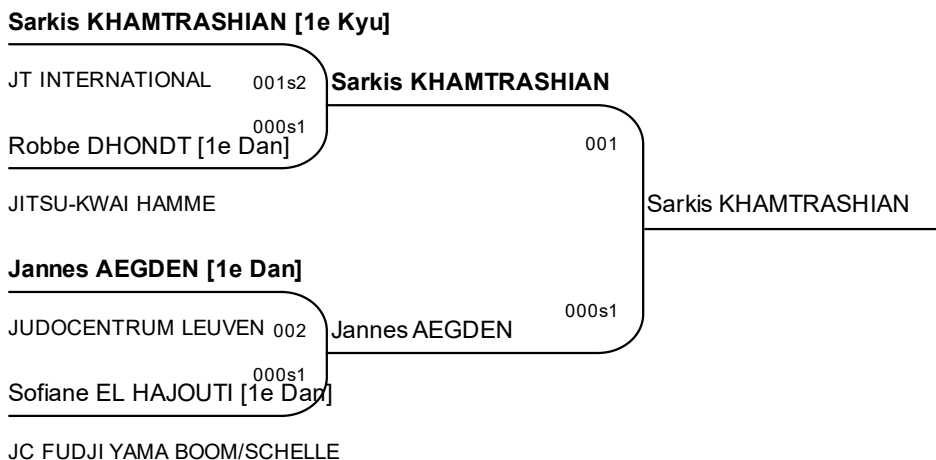 Sarkis KHAMTRASHIAN [1e Kyu]
JT INTERNATIONAL 001s2
Sarkis KHAMTRASHIAN
000s1
Robbe DHONDT [1e Dan]
001
JITSU-KWAI HAMME
Sarkis KHAMTRASHIAN
Jannes AEGDEN [1e Dan]
000s1
JUDOCENTRUM LEUVEN 002
Jannes AEGDEN
000s1
Sofiane EL HAJOUTI [1e Dan]
JC FUDJI YAMA BOOM/SCHELLE